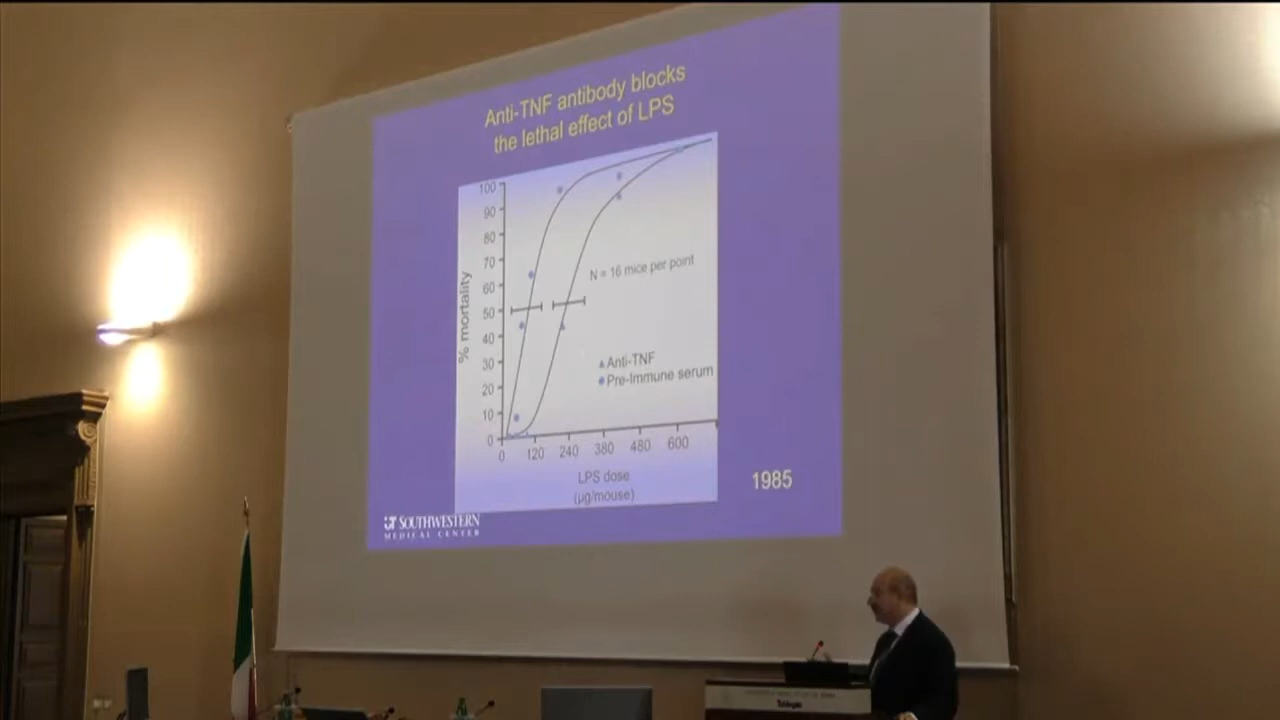 Anti-TNF antibody blocks
the lethal effect of LPS
100
90
80
70
60
50
40
30
20
10
0
% mortality
N = 16 mice per point
Anti-TNF
Pre-Immune serum
0 120 240 380 480 600
LPS dose
(µg/mouse)
1985
UT SOUTHWESTERN
MEDICAL CENTER